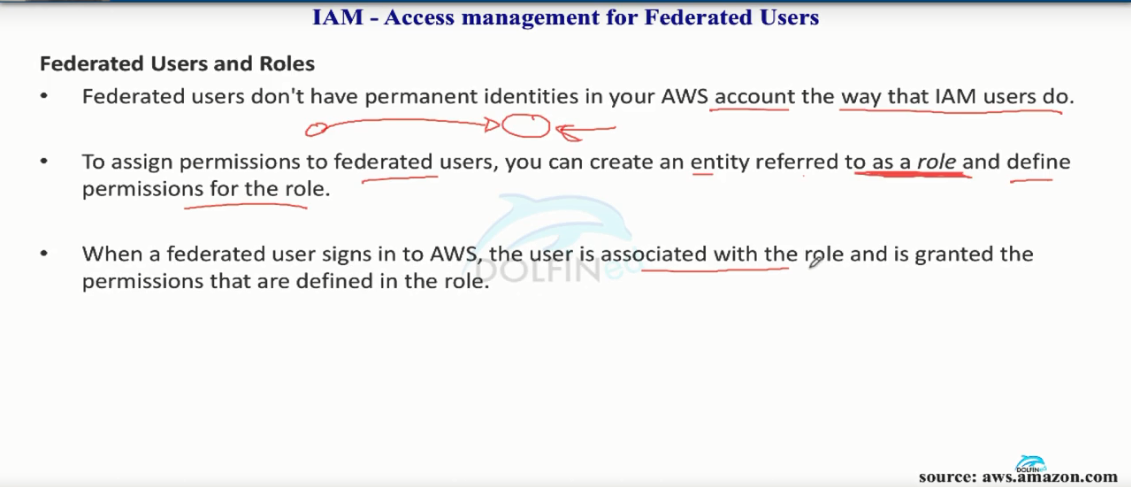 IAM - Access management for Federated Users
Federated Users and Roles
• Federated users don't have permanent identities in your AWS account the way that IAM users do.
• To assign permissions to federated users, you can create an entity referred to as a role and define
permissions for the role.
• When a federated user signs in to AWS, the user is associated with the role and is granted the
permissions that are defined in the role.
DOLFINed
DOLFINed
source: aws.amazon.com